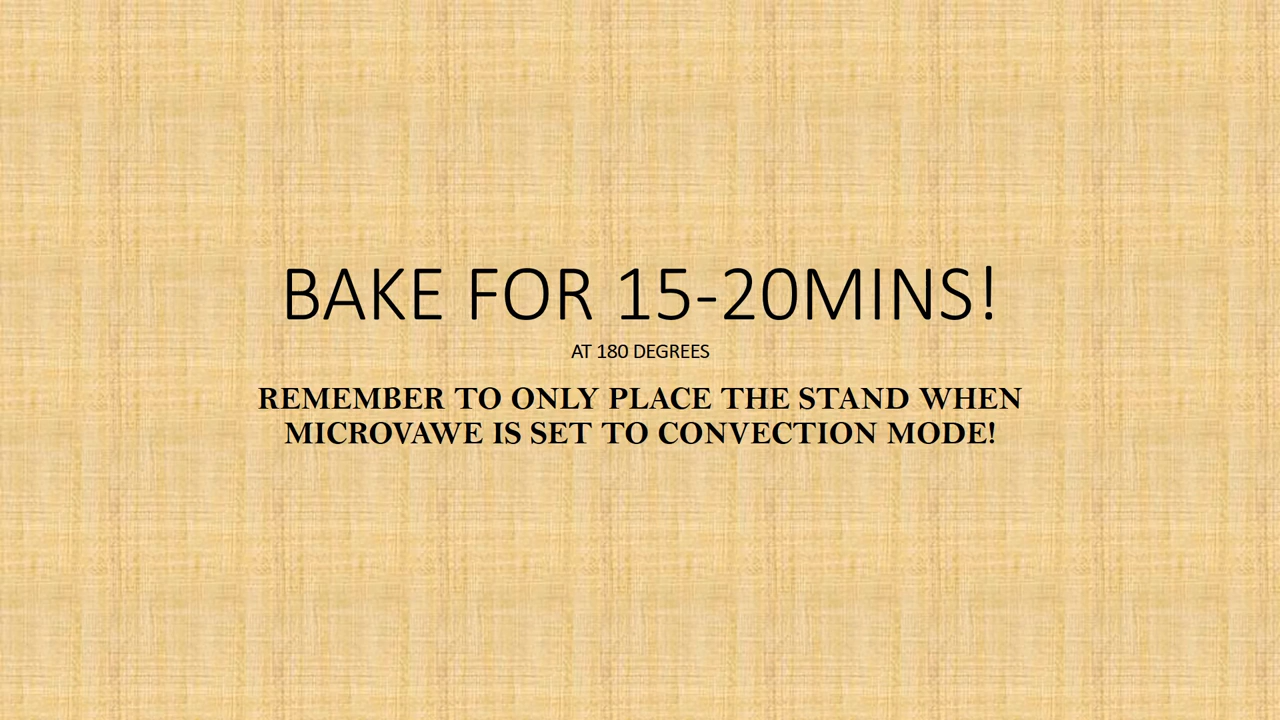 BAKE FOR 15-20MINS!
AT 180 DEGREES
REMEMBER TO ONLY PLACE THE STAND WHEN
MICROVAWE IS SET TO CONVECTION MODE!